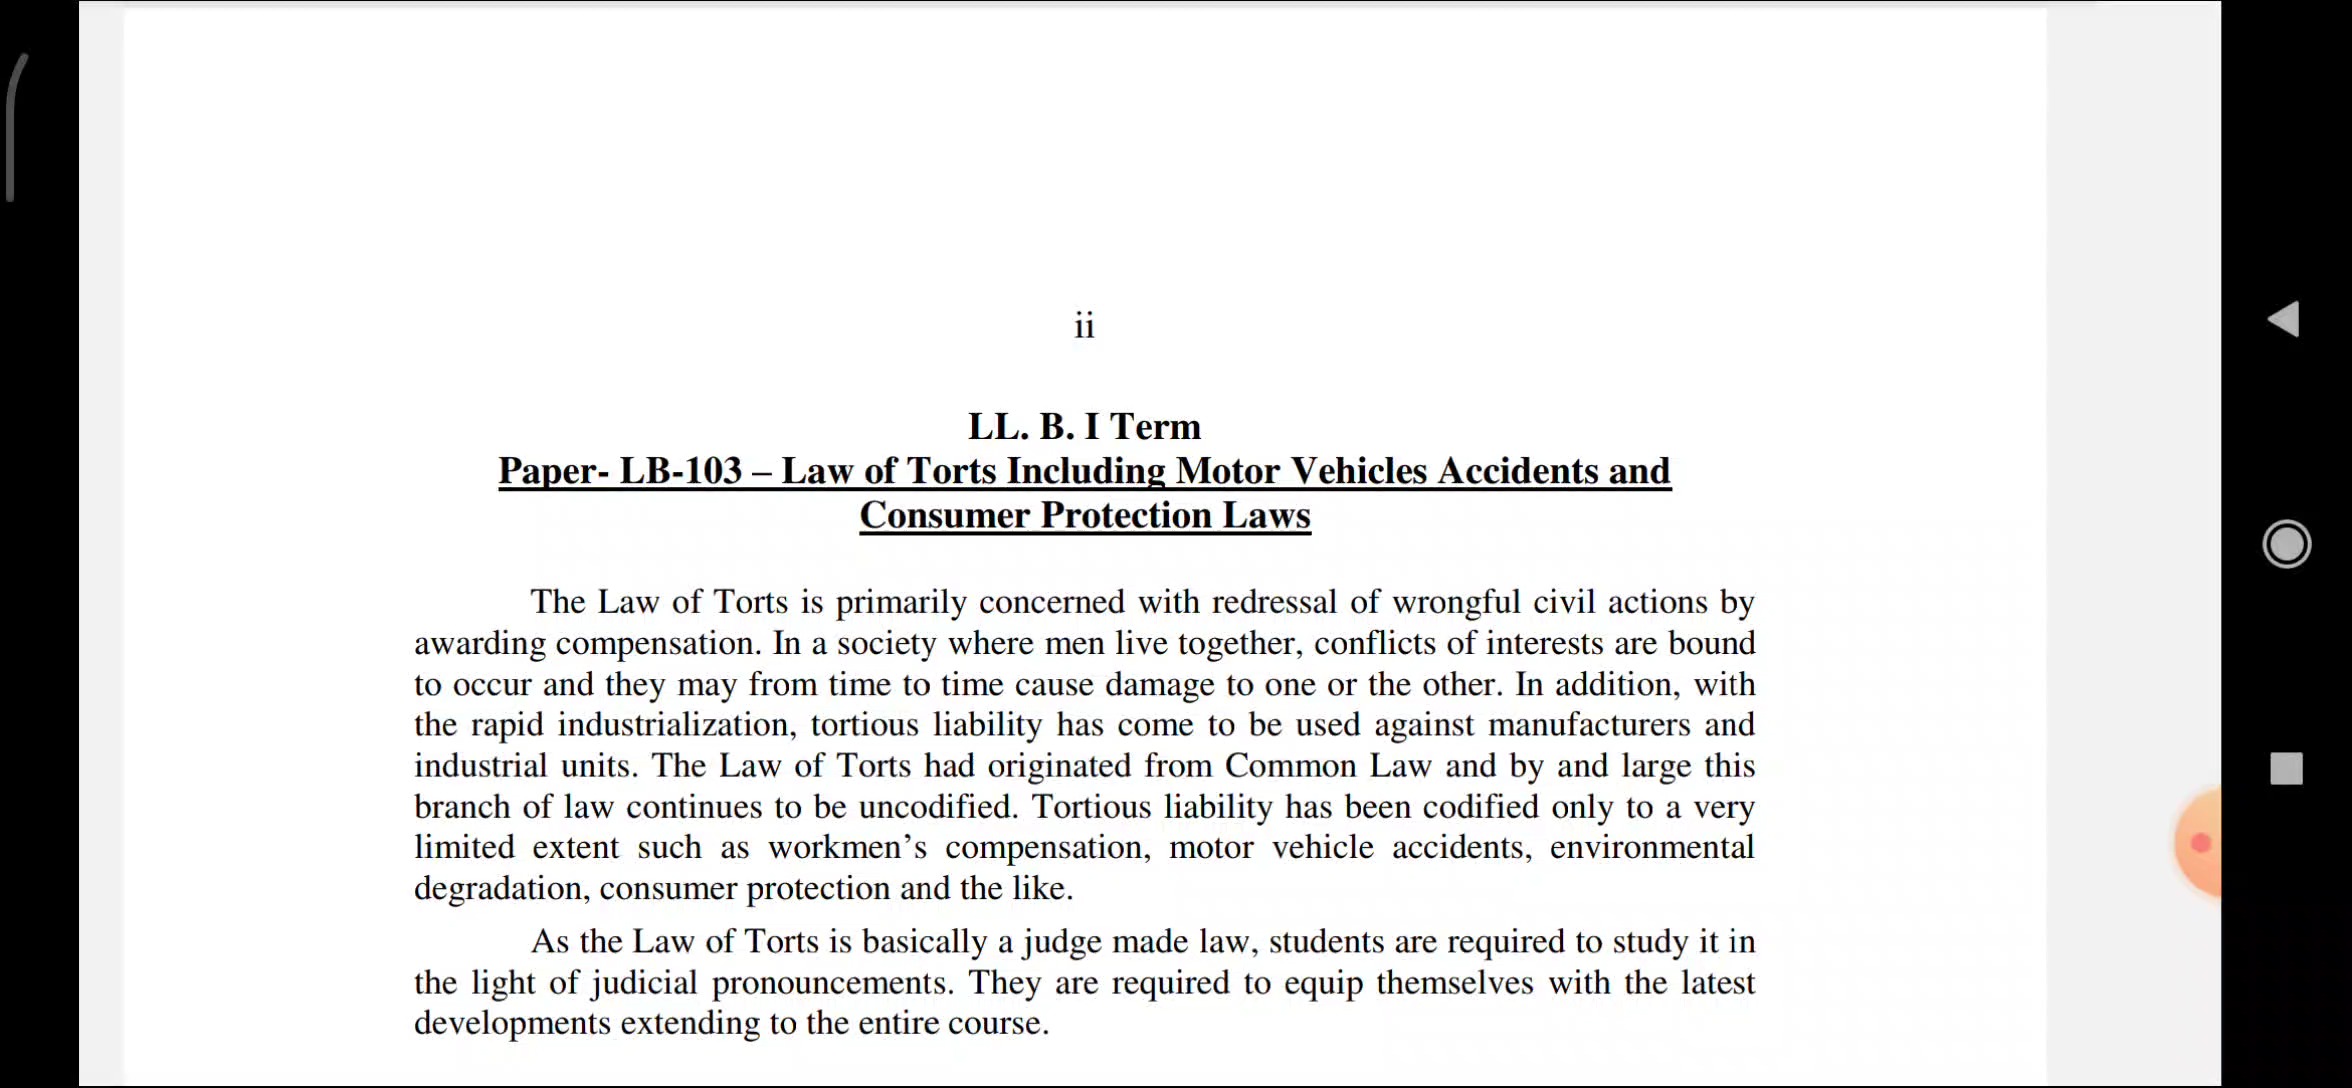 ii
LL. B. I Term
Paper- LB-103 – Law of Torts Including Motor Vehicles Accidents and
Consumer Protection Laws
The Law of Torts is primarily concerned with redressal of wrongful civil actions by
awarding compensation. In a society where men live together, conflicts of interests are bound
to occur and they may from time to time cause damage to one or the other. In addition, with
the rapid industrialization, tortious liability has come to be used against manufacturers and
industrial units. The Law of Torts had originated from Common Law and by and large this
branch of law continues to be uncodified. Tortious liability has been codified only to a very
limited extent such as workmen’s compensation, motor vehicle accidents, environmental
degradation, consumer protection and the like.
As the Law of Torts is basically a judge made law, students are required to study it in
the light of judicial pronouncements. They are required to equip themselves with the latest
developments extending to the entire course.